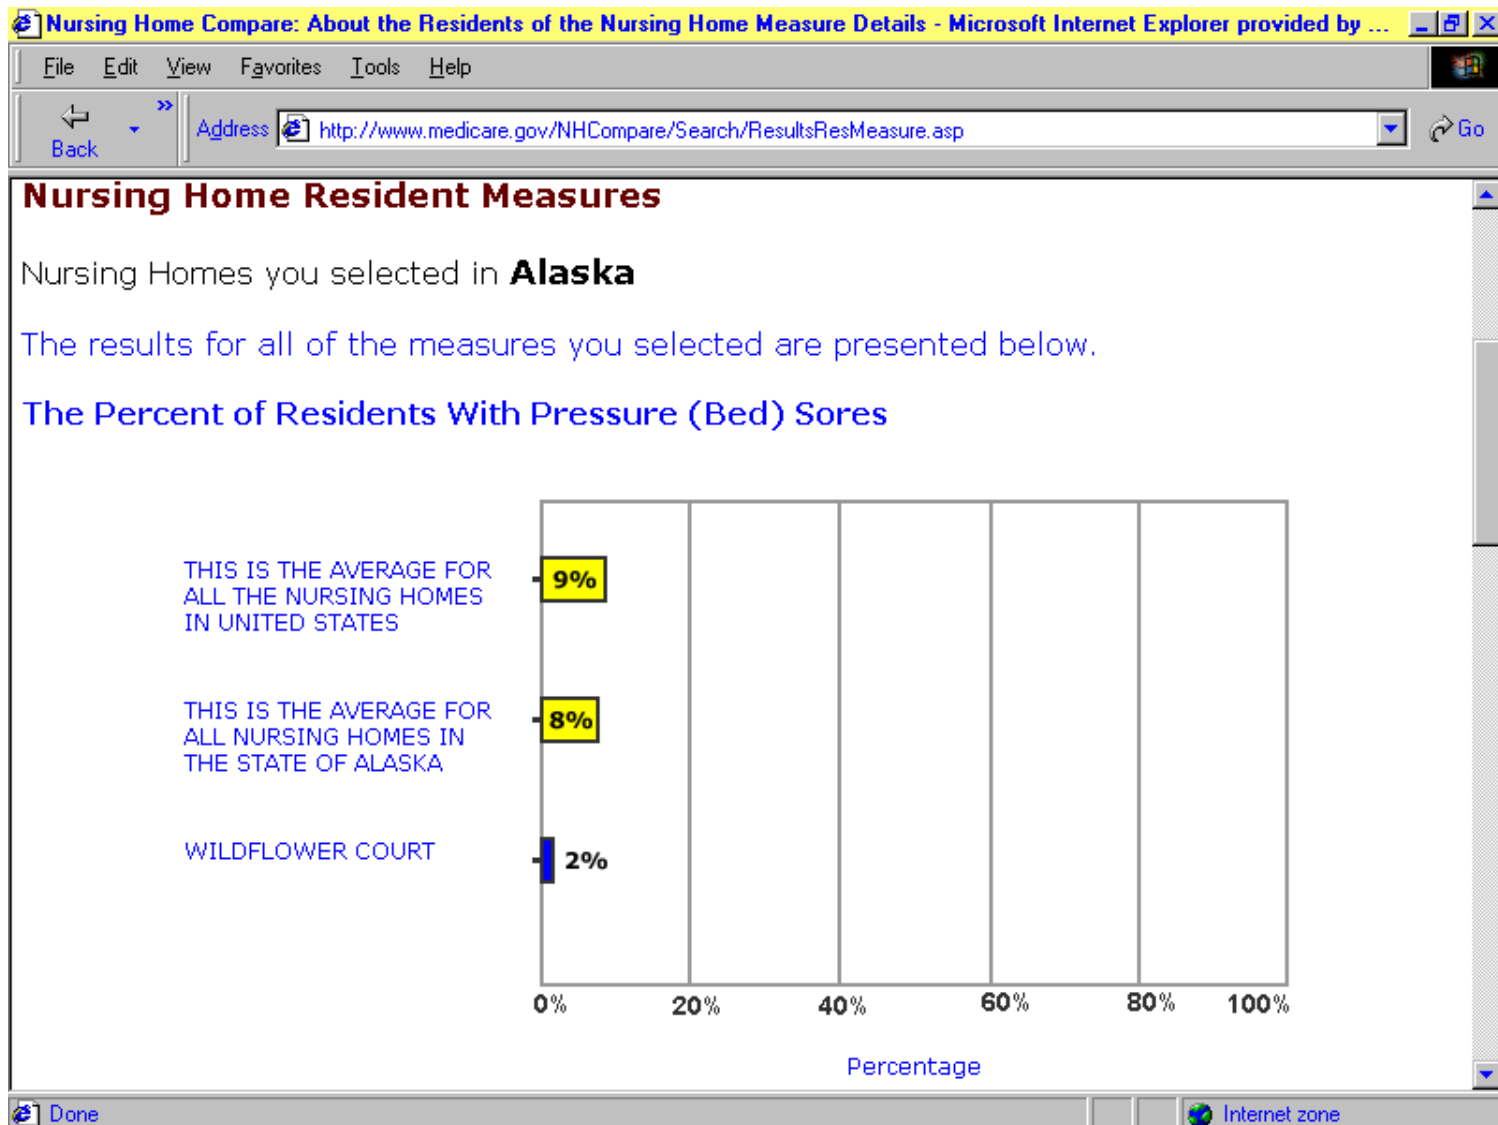 Nursing Home Compare: About the Residents of the Nursing Home Measure Details - Microsoft Internet Explorer provided by ...
File Edit View Favorites Tools Help
Back » Address http://www.medicare.gov/NHCompare/Search/ResultsResMeasure.asp Go
Nursing Home Resident Measures
Nursing Homes you selected in Alaska
The results for all of the measures you selected are presented below.
The Percent of Residents With Pressure (Bed) Sores
THIS IS THE AVERAGE FOR
ALL THE NURSING HOMES
IN UNITED STATES
9%
THIS IS THE AVERAGE FOR
ALL NURSING HOMES IN
THE STATE OF ALASKA
8%
WILDFLOWER COURT
2%
0% 20% 40% 60% 80% 100%
Percentage
Done Internet zone